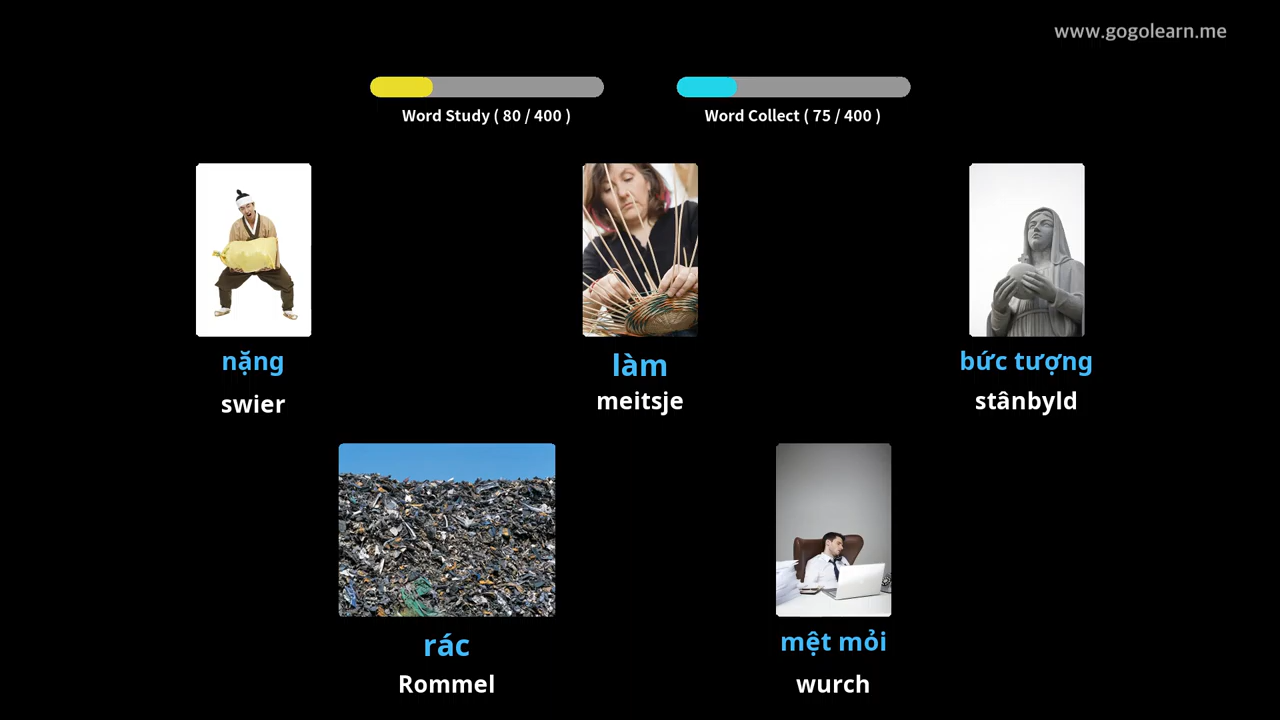 www.gogolearn.me
Word Study ( 80 / 400 )
Word Collect ( 75 / 400 )
nặng
swier
làm
meitsje
bức tượng
stânbyld
rác
Rommel
mệt mỏi
wurch